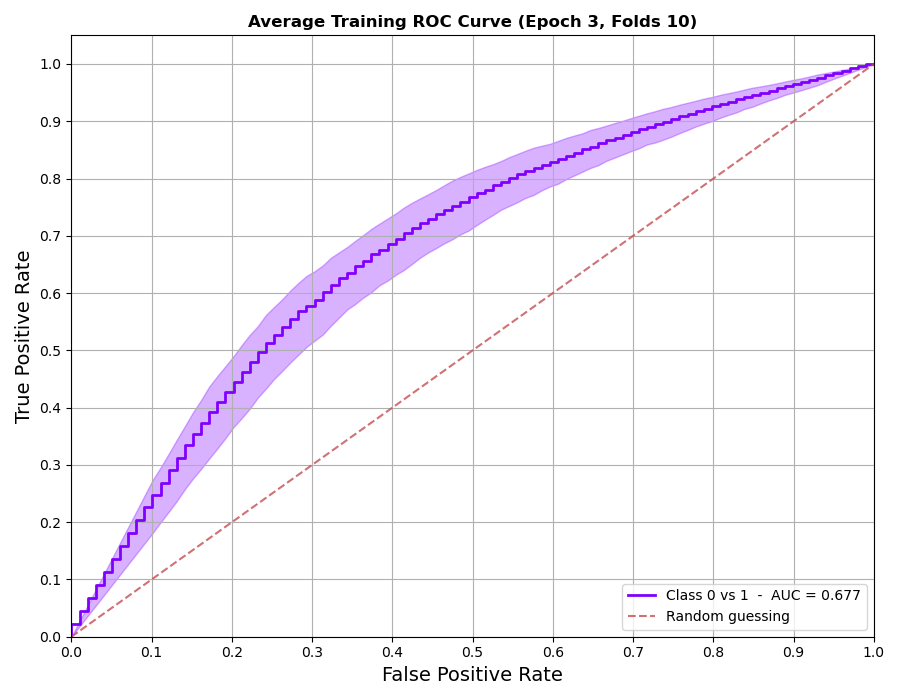 Average Training ROC Curve (Epoch 3, Folds 10)
True Positive Rate
1.0
0.9
0.8
0.7
0.6
0.5
0.4
0.3
0.2
0.1
0.0
Class 0 vs 1 - AUC = 0.677
Random guessing
0.0 0.1 0.2 0.3 0.4 0.5 0.6 0.7 0.8 0.9 1.0
False Positive Rate